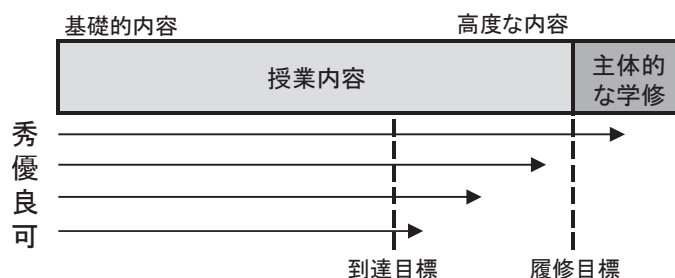 基礎的内容
高度な内容
授業内容
主体的
な学修
秀
優
良
可
到達目標
履修目標